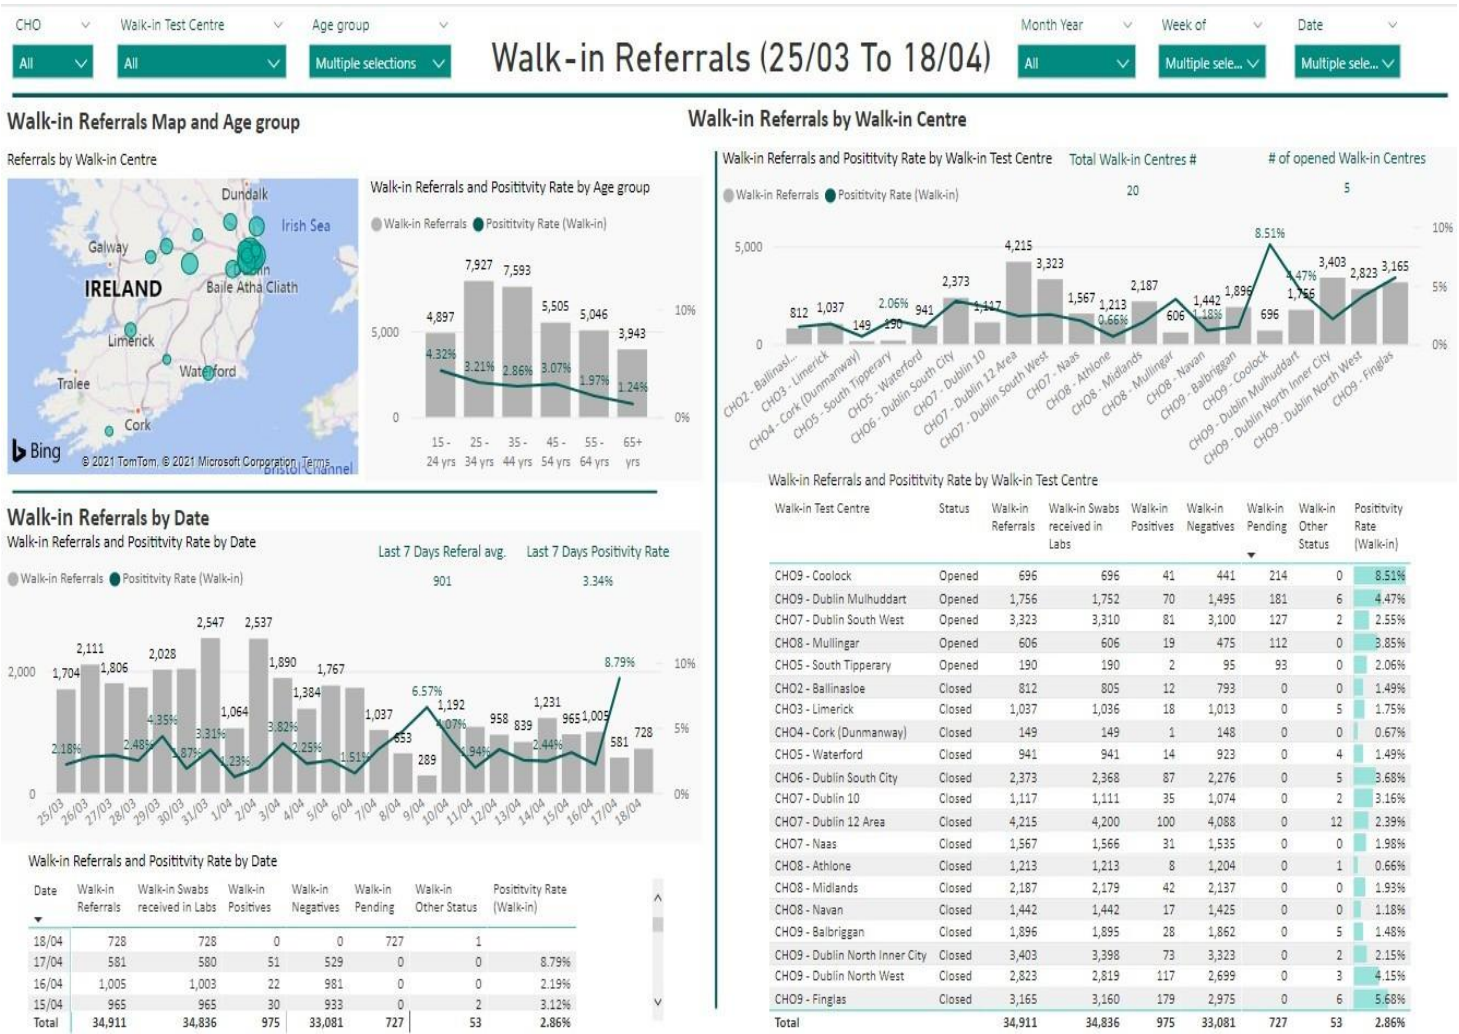 CHO
Walk-in Test Centre
Age group
Month Year
Week of
Date
All
All
Multiple selections
Walk-in Referrals (25/03 To 18/04)
All
Multiple sele...
Multiple sele...
Walk-in Referrals Map and Age group
Referrals by Walk-in Centre
Dundalk
Irish Sea
Galway
IRELAND
Baile Atha Cliath
Limerick
Tralee
Waterford
Cork
Bing
© 2021 TomTom, © 2021 Microsoft Corporation Terms
Bristol Channel
Walk-in Referrals and Posititvity Rate by Age group
Walk-in Referrals Posititvity Rate (Walk-in)
7,927 7,593
5,505 5,046
4,897
3,943
10%
5,000
4.32% 3.21% 2.86% 3.07% 1.97% 1.24%
0 0%
15 - 25 - 35 - 45 - 55 - 65+
24 yrs 34 yrs 44 yrs 54 yrs 64 yrs yrs
Walk-in Referrals by Date
Walk-in Referrals and Posititvity Rate by Date
Last 7 Days Referal avg. Last 7 Days Positivity Rate
Walk-in Referrals Posititvity Rate (Walk-in)
901 3.34%
2,547 2,537
2,111 2,028
1,704 1,806 1,890 1,767
2,000 8.79% 10%
1,064 1,384 1,037 853 6.57% 1,192 958 839 1,231 965 1,005 581 728
289
2.18% 2.48% 4.35% 1.87% 3.31% 1.23% 3.82% 2.25% 1.51% 4.07% 1.94% 2.44% 5%
0 0%
25/03 26/03 27/03 28/03 29/03 30/03 31/03 1/04 2/04 3/04 4/04 5/04 6/04 7/04 8/04 9/04 10/04 11/04 12/04 13/04 14/04 15/04 16/04 17/04 18/04
Walk-in Referrals and Posititvity Rate by Date
Date Walk-in Referrals Walk-in Swabs received in Labs Walk-in Positives Walk-in Negatives Walk-in Pending Walk-in Other Status Posititvity Rate (Walk-in)
18/04 728 728 0 0 727 1
17/04 581 580 51 529 0 0 8.79%
16/04 1,005 1,003 22 981 0 0 2.19%
15/04 965 965 30 933 0 2 3.12%
Total 34,911 34,836 975 33,081 727 53 2.86%
Walk-in Referrals by Walk-in Centre
Walk-in Referrals and Posititvity Rate by Walk-in Test Centre
Total Walk-in Centres #
# of opened Walk-in Centres
20
5
Walk-in Referrals Posititvity Rate (Walk-in)
8.51% 10%
5,000 4,215
3,323 3,403
2,823 3,165
2,373 2,187 4.47% 5%
812 1,037 149 2.06% 190 941 1,117 1,567 1,213 0.66% 606 1,442 1.18% 1,896 696 1,756
0 0%
CHO2 - Ballinasl...
CHO3 - Limerick
CHO4 - Cork (Dunmanway)
CHO5 - South Tipperary
CHO5 - Waterford
CHO6 - Dublin South City
CHO7 - Dublin 10
CHO7 - Dublin 12 Area
CHO7 - Dublin South West
CHO7 - Naas
CHO8 - Athlone
CHO8 - Midlands
CHO8 - Mullingar
CHO8 - Navan
CHO9 - Balbriggan
CHO9 - Coolock
CHO9 - Dublin Mulhuddart
CHO9 - Dublin North Inner City
CHO9 - Dublin North West
CHO9 - Finglas
Walk-in Referrals and Posititvity Rate by Walk-in Test Centre
Walk-in Test Centre Status Walk-in Referrals Walk-in Swabs received in Labs Walk-in Positives Walk-in Negatives Walk-in Pending Walk-in Other Status Posititvity Rate (Walk-in)
CHO9 - Coolock Opened 696 696 41 441 214 0 8.51%
CHO9 - Dublin Mulhuddart Opened 1,756 1,752 70 1,495 181 6 4.47%
CHO7 - Dublin South West Opened 3,323 3,310 81 3,100 127 2 2.55%
CHO8 - Mullingar Opened 606 606 19 475 112 0 3.85%
CHO5 - South Tipperary Opened 190 190 2 95 93 0 2.06%
CHO2 - Ballinasloe Closed 812 805 12 793 0 0 1.49%
CHO3 - Limerick Closed 1,037 1,036 18 1,013 0 5 1.75%
CHO4 - Cork (Dunmanway) Closed 149 149 1 148 0 0 0.67%
CHO5 - Waterford Closed 941 941 14 923 0 4 1.49%
CHO6 - Dublin South City Closed 2,373 2,368 87 2,276 0 5 3.68%
CHO7 - Dublin 10 Closed 1,117 1,111 35 1,074 0 2 3.16%
CHO7 - Dublin 12 Area Closed 4,215 4,200 100 4,088 0 12 2.39%
CHO7 - Naas Closed 1,567 1,566 31 1,535 0 0 1.98%
CHO8 - Athlone Closed 1,213 1,213 8 1,204 0 1 0.66%
CHO8 - Midlands Closed 2,187 2,179 42 2,137 0 0 1.93%
CHO8 - Navan Closed 1,442 1,442 17 1,425 0 0 1.18%
CHO9 - Balbriggan Closed 1,896 1,895 28 1,862 0 5 1.48%
CHO9 - Dublin North Inner City Closed 3,403 3,398 73 3,323 0 2 2.15%
CHO9 - Dublin North West Closed 2,823 2,819 117 2,699 0 3 4.15%
CHO9 - Finglas Closed 3,165 3,160 179 2,975 0 6 5.68%
Total 34,911 34,836 975 33,081 727 53 2.86%